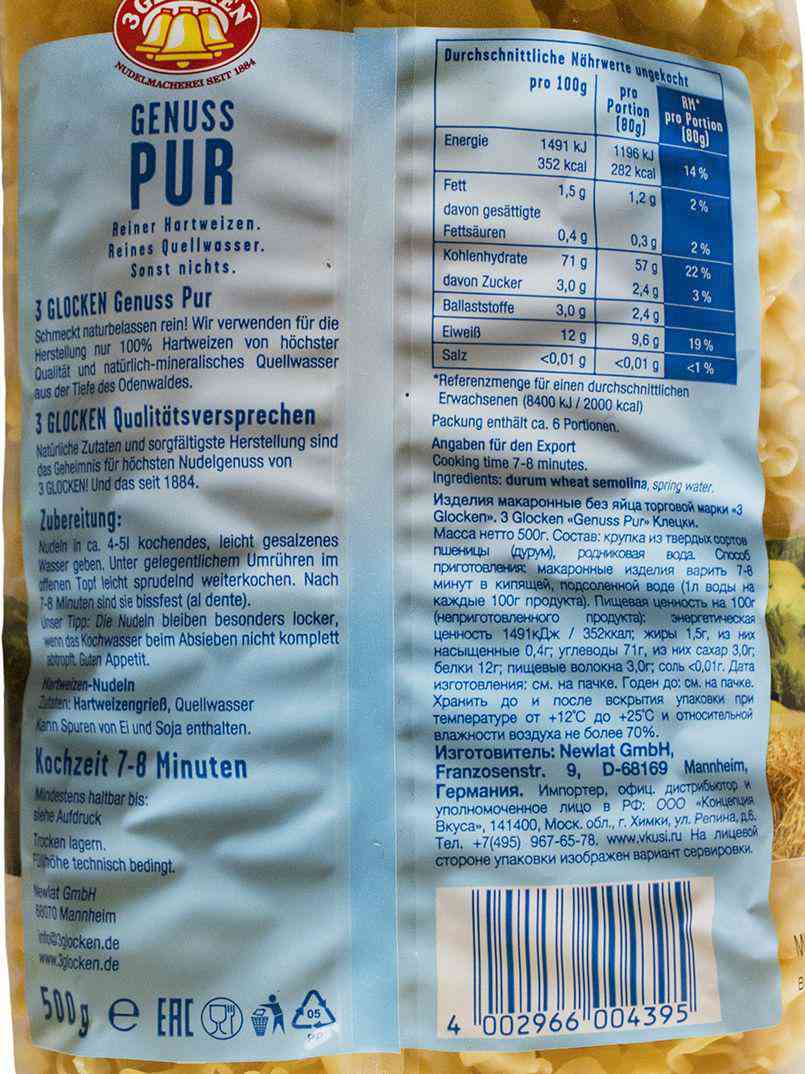 3GLOCKEN
NUDELMACHEREI SEIT 1884
GENUSS
PUR
Reiner Hartweizen.
Reines Quellwasser.
Sonst nichts.
3 GLOCKEN Genuss Pur
Schmeckt naturbelassen rein! Wir verwenden für die
Herstellung nur 100% Hartweizen von höchster
Qualität und natürlich-mineralisches Quellwasser
aus der Tiefe des Odenwaldes.
3 GLOCKEN Qualitätsversprechen
Natürliche Zutaten und sorgfältigste Herstellung sind
das Geheimnis für höchsten Nudelgenuss von
3 GLOCKEN! Und das seit 1884.
Zubereitung:
Nudeln in ca. 4-5l kochendes, leicht gesalzenes
Wasser geben. Unter gelegentlichem Umrühren im
offenen Topf leicht sprudelnd weiterkochen. Nach
7-8 Minuten sind sie bissfest (al dente).
Unser Tipp: Die Nudeln bleiben besonders locker,
wenn das Kochwasser beim Absieben nicht komplett
abtropft. Guten Appetit.
Hartweizen-Nudeln
Zutaten: Hartweizengrieß, Quellwasser
Kann Spuren von Ei und Soja enthalten.
Kochzeit 7-8 Minuten
Mindestens haltbar bis:
siehe Aufdruck
Trocken lagern.
Füllhöhe technisch bedingt.
Newlat GmbH
68070 Mannheim
info@3glocken.de
www.3glocken.de
500g e EAC 05
PP
Durchschnittliche Nährwerte ungekocht
pro 100g pro Portion (80g) RM* pro Portion (80g)
Energie 1491 kJ 1196 kJ
352 kcal 282 kcal 14 %
Fett 1,5 g 1,2 g 2 %
davon gesättigte
Fettsäuren 0,4 g 0,3 g 2 %
Kohlenhydrate 71 g 57 g 22 %
davon Zucker 3,0 g 2,4 g 3 %
Ballaststoffe 3,0 g 2,4 g
Eiweiß 12 g 9,6 g 19 %
Salz <0,01 g <0,01 g <1 %
*Referenzmenge für einen durchschnittlichen
Erwachsenen (8400 kJ / 2000 kcal)
Packung enthält ca. 6 Portionen.
Angaben für den Export
Cooking time 7-8 minutes.
Ingredients: durum wheat semolina, spring water.
Изделия макаронные без яйца торговой марки «3
Glocken». 3 Glocken «Genuss Pur» Клецки.
Масса нетто 500г. Состав: крупка из твердых сортов
пшеницы (дурум), родниковая вода. Способ
приготовления: макаронные изделия варить 7-8
минут в кипящей, подсоленной воде (1л воды на
каждые 100г продукта). Пищевая ценность на 100г
(неприготовленного продукта): энергетическая
ценность 1491кДж / 352ккал; жиры 1,5г, из них
насыщенные 0,4г; углеводы 71г, из них сахар 3,0г;
белки 12г; пищевые волокна 3,0г; соль <0,01г. Дата
изготовления: см. на пачке. Годен до: см. на пачке.
Хранить до и после вскрытия упаковки при
температуре от +12°С до +25°С и относительной
влажности воздуха не более 70%.
Изготовитель: Newlat GmbH,
Franzosenstr. 9, D-68169 Mannheim,
Германия. Импортер, офиц. дистрибьютор и
уполномоченное лицо в РФ: ООО «Концепция
Вкуса», 141400, Моск. обл., г. Химки, ул. Репина, д.6.
Тел. +7(495) 967-65-78. www.vkusi.ru На лицевой
стороне упаковки изображен вариант сервировки.
4 002966 004395